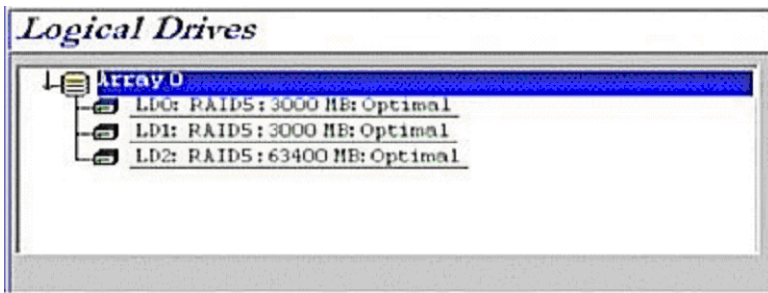 Logical Drives
Array 0
LD0: RAID5:3000 MB:Optimal
LD1: RAID5:3000 MB:Optimal
LD2: RAID5:63400 MB:Optimal